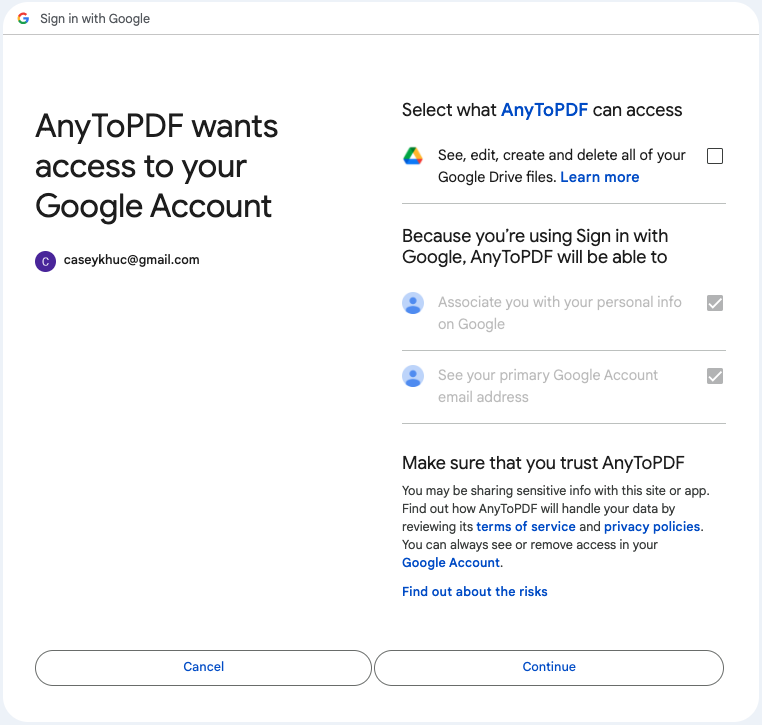 Sign in with Google
AnyToPDF wants
access to your
Google Account
C
caseykhuc@gmail.com
Select what AnyToPDF can access
See, edit, create and delete all of your
Google Drive files. Learn more
Because you’re using Sign in with
Google, AnyToPDF will be able to
Associate you with your personal info
on Google
See your primary Google Account
email address
Make sure that you trust AnyToPDF
You may be sharing sensitive info with this site or app.
Find out how AnyToPDF will handle your data by
reviewing its terms of service and privacy policies.
You can always see or remove access in your
Google Account.
Find out about the risks
Cancel
Continue